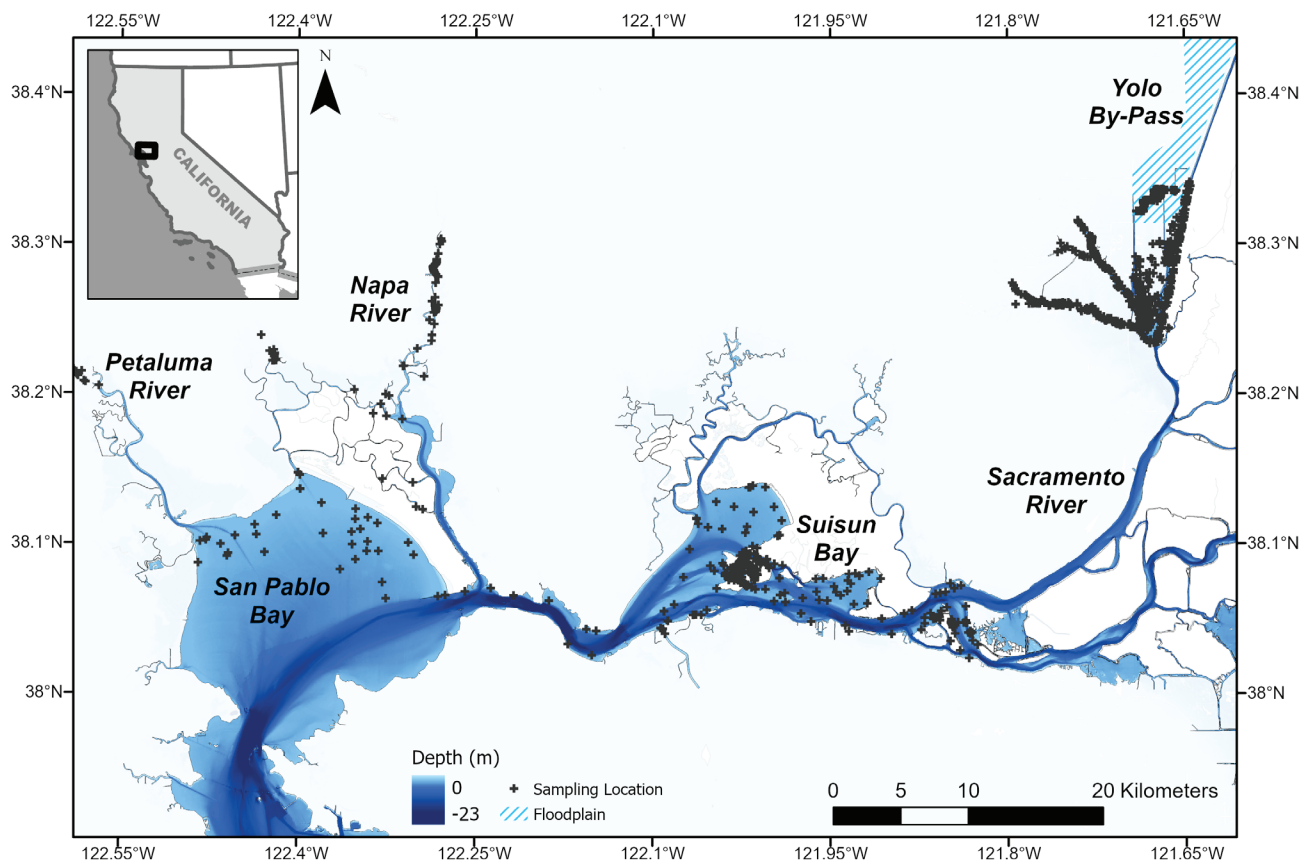 122.55°W 122.4°W 122.25°W 122.1°W 121.95°W 121.8°W 121.65°W
N
CALIFORNIA
38.4°N
38.4°N
Yolo
By-Pass
38.3°N
38.3°N
Napa
River
Petaluma
River
38.2°N
38.2°N
Sacramento
River
Suisun
Bay
38.1°N
38.1°N
San Pablo
Bay
38°N
38°N
Depth (m)
0
-23
Sampling Location
Floodplain
0 5 10 20 Kilometers
122.55°W 122.4°W 122.25°W 122.1°W 121.95°W 121.8°W 121.65°W